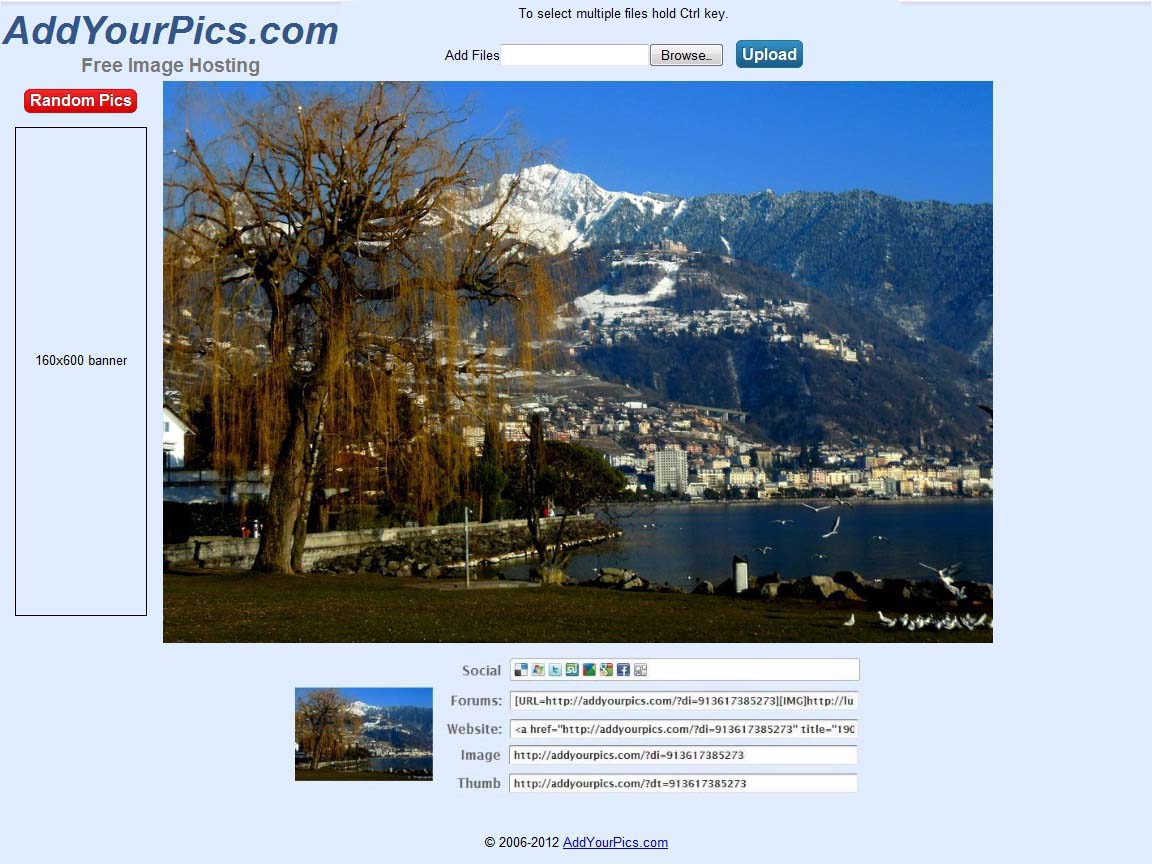 To select multiple files hold Ctrl key.
AddYourPics.com
Free Image Hosting
Add Files
Browse..
Upload
Random Pics
160x600 banner
Social
Forums:
[URL=http://addyourpics.com/?di=913617385273][IMG]http://lu
Website:
<a href="http://addyourpics.com/?di=913617385273" title="190
Image
http://addyourpics.com/?di=913617385273
Thumb
http://addyourpics.com/?dt=913617385273
© 2006-2012 AddYourPics.com